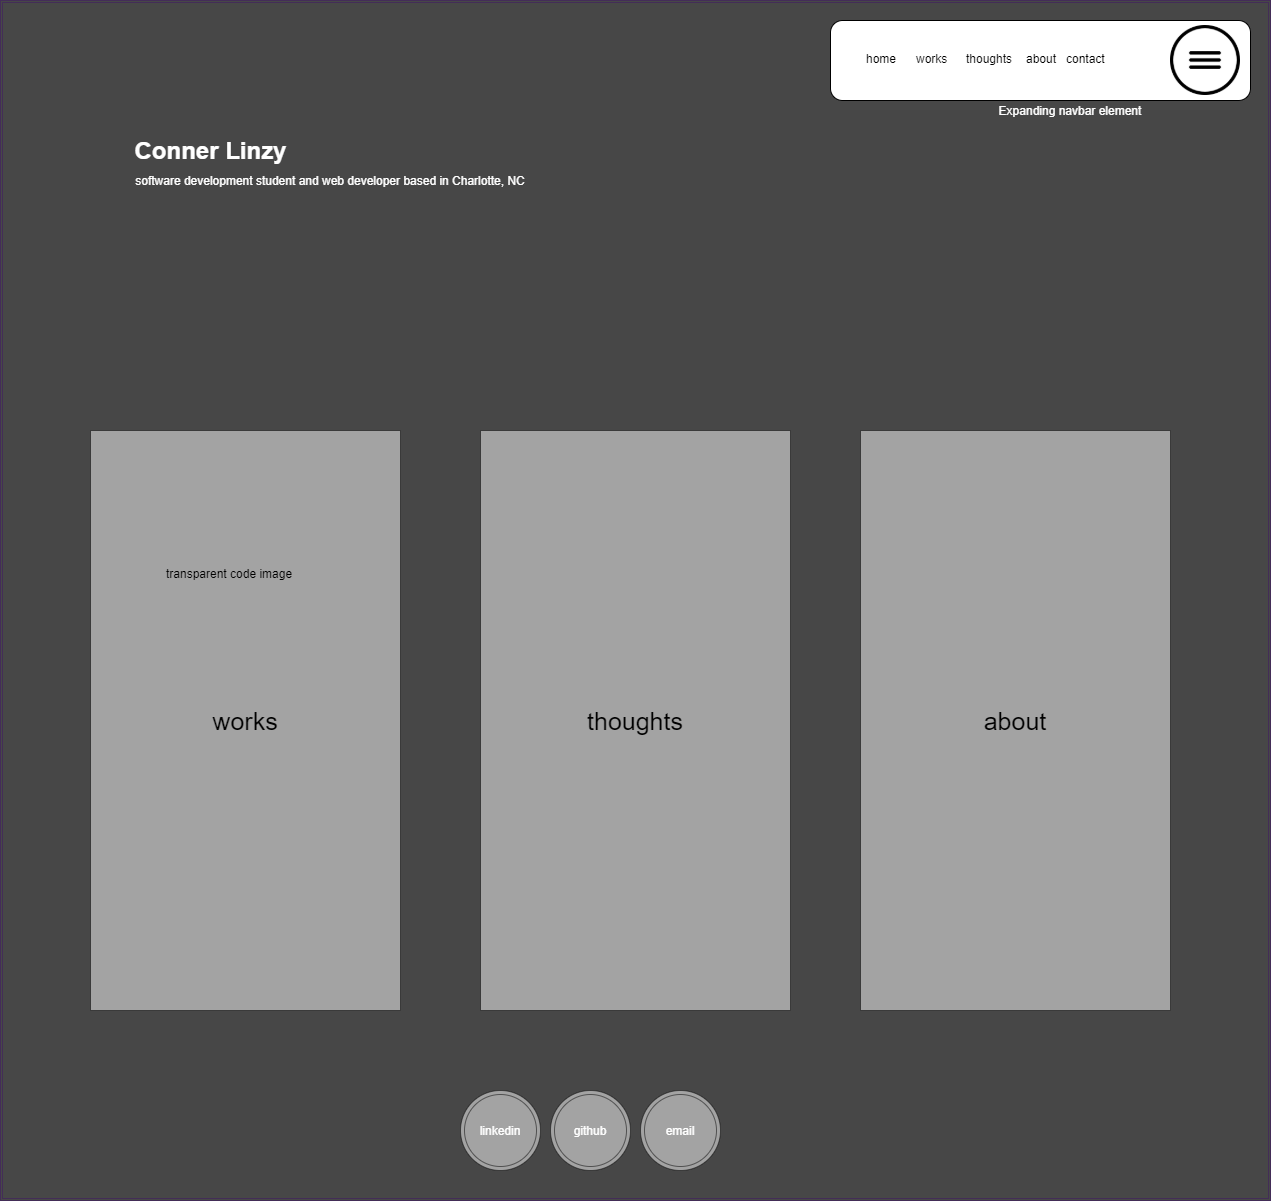 home works thoughts about contact
Expanding navbar element
Conner Linzy
software development student and web developer based in Charlotte, NC
transparent code image
works
thoughts
about
linkedin
github
email